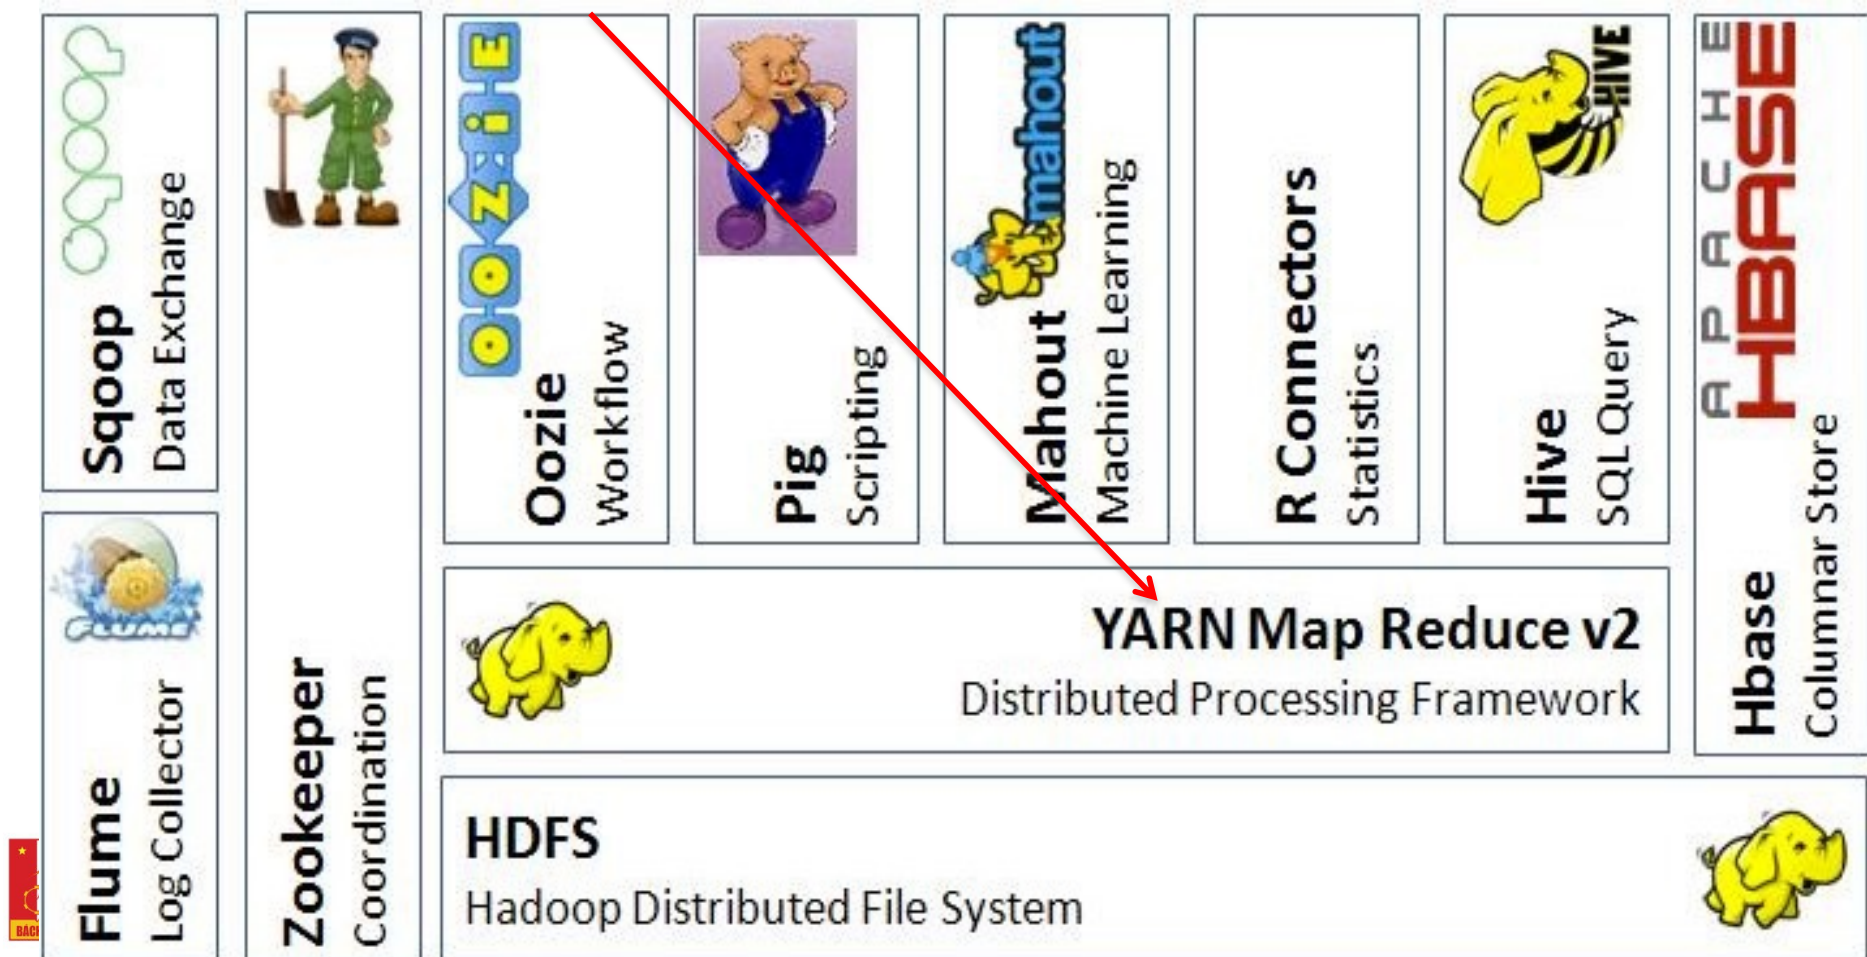 Sqoop
Data Exchange
Flume
Log Collector
FLUME
Zookeeper
Coordination
OOZIE
Oozie
Workflow
Pig
Scripting
mahout
Mahout
Machine Learning
R Connectors
Statistics
HIVE
Hive
SQL Query
APACHE
HBASE
Hbase
Columnar Store
YARN Map Reduce v2
Distributed Processing Framework
HDFS
Hadoop Distributed File System